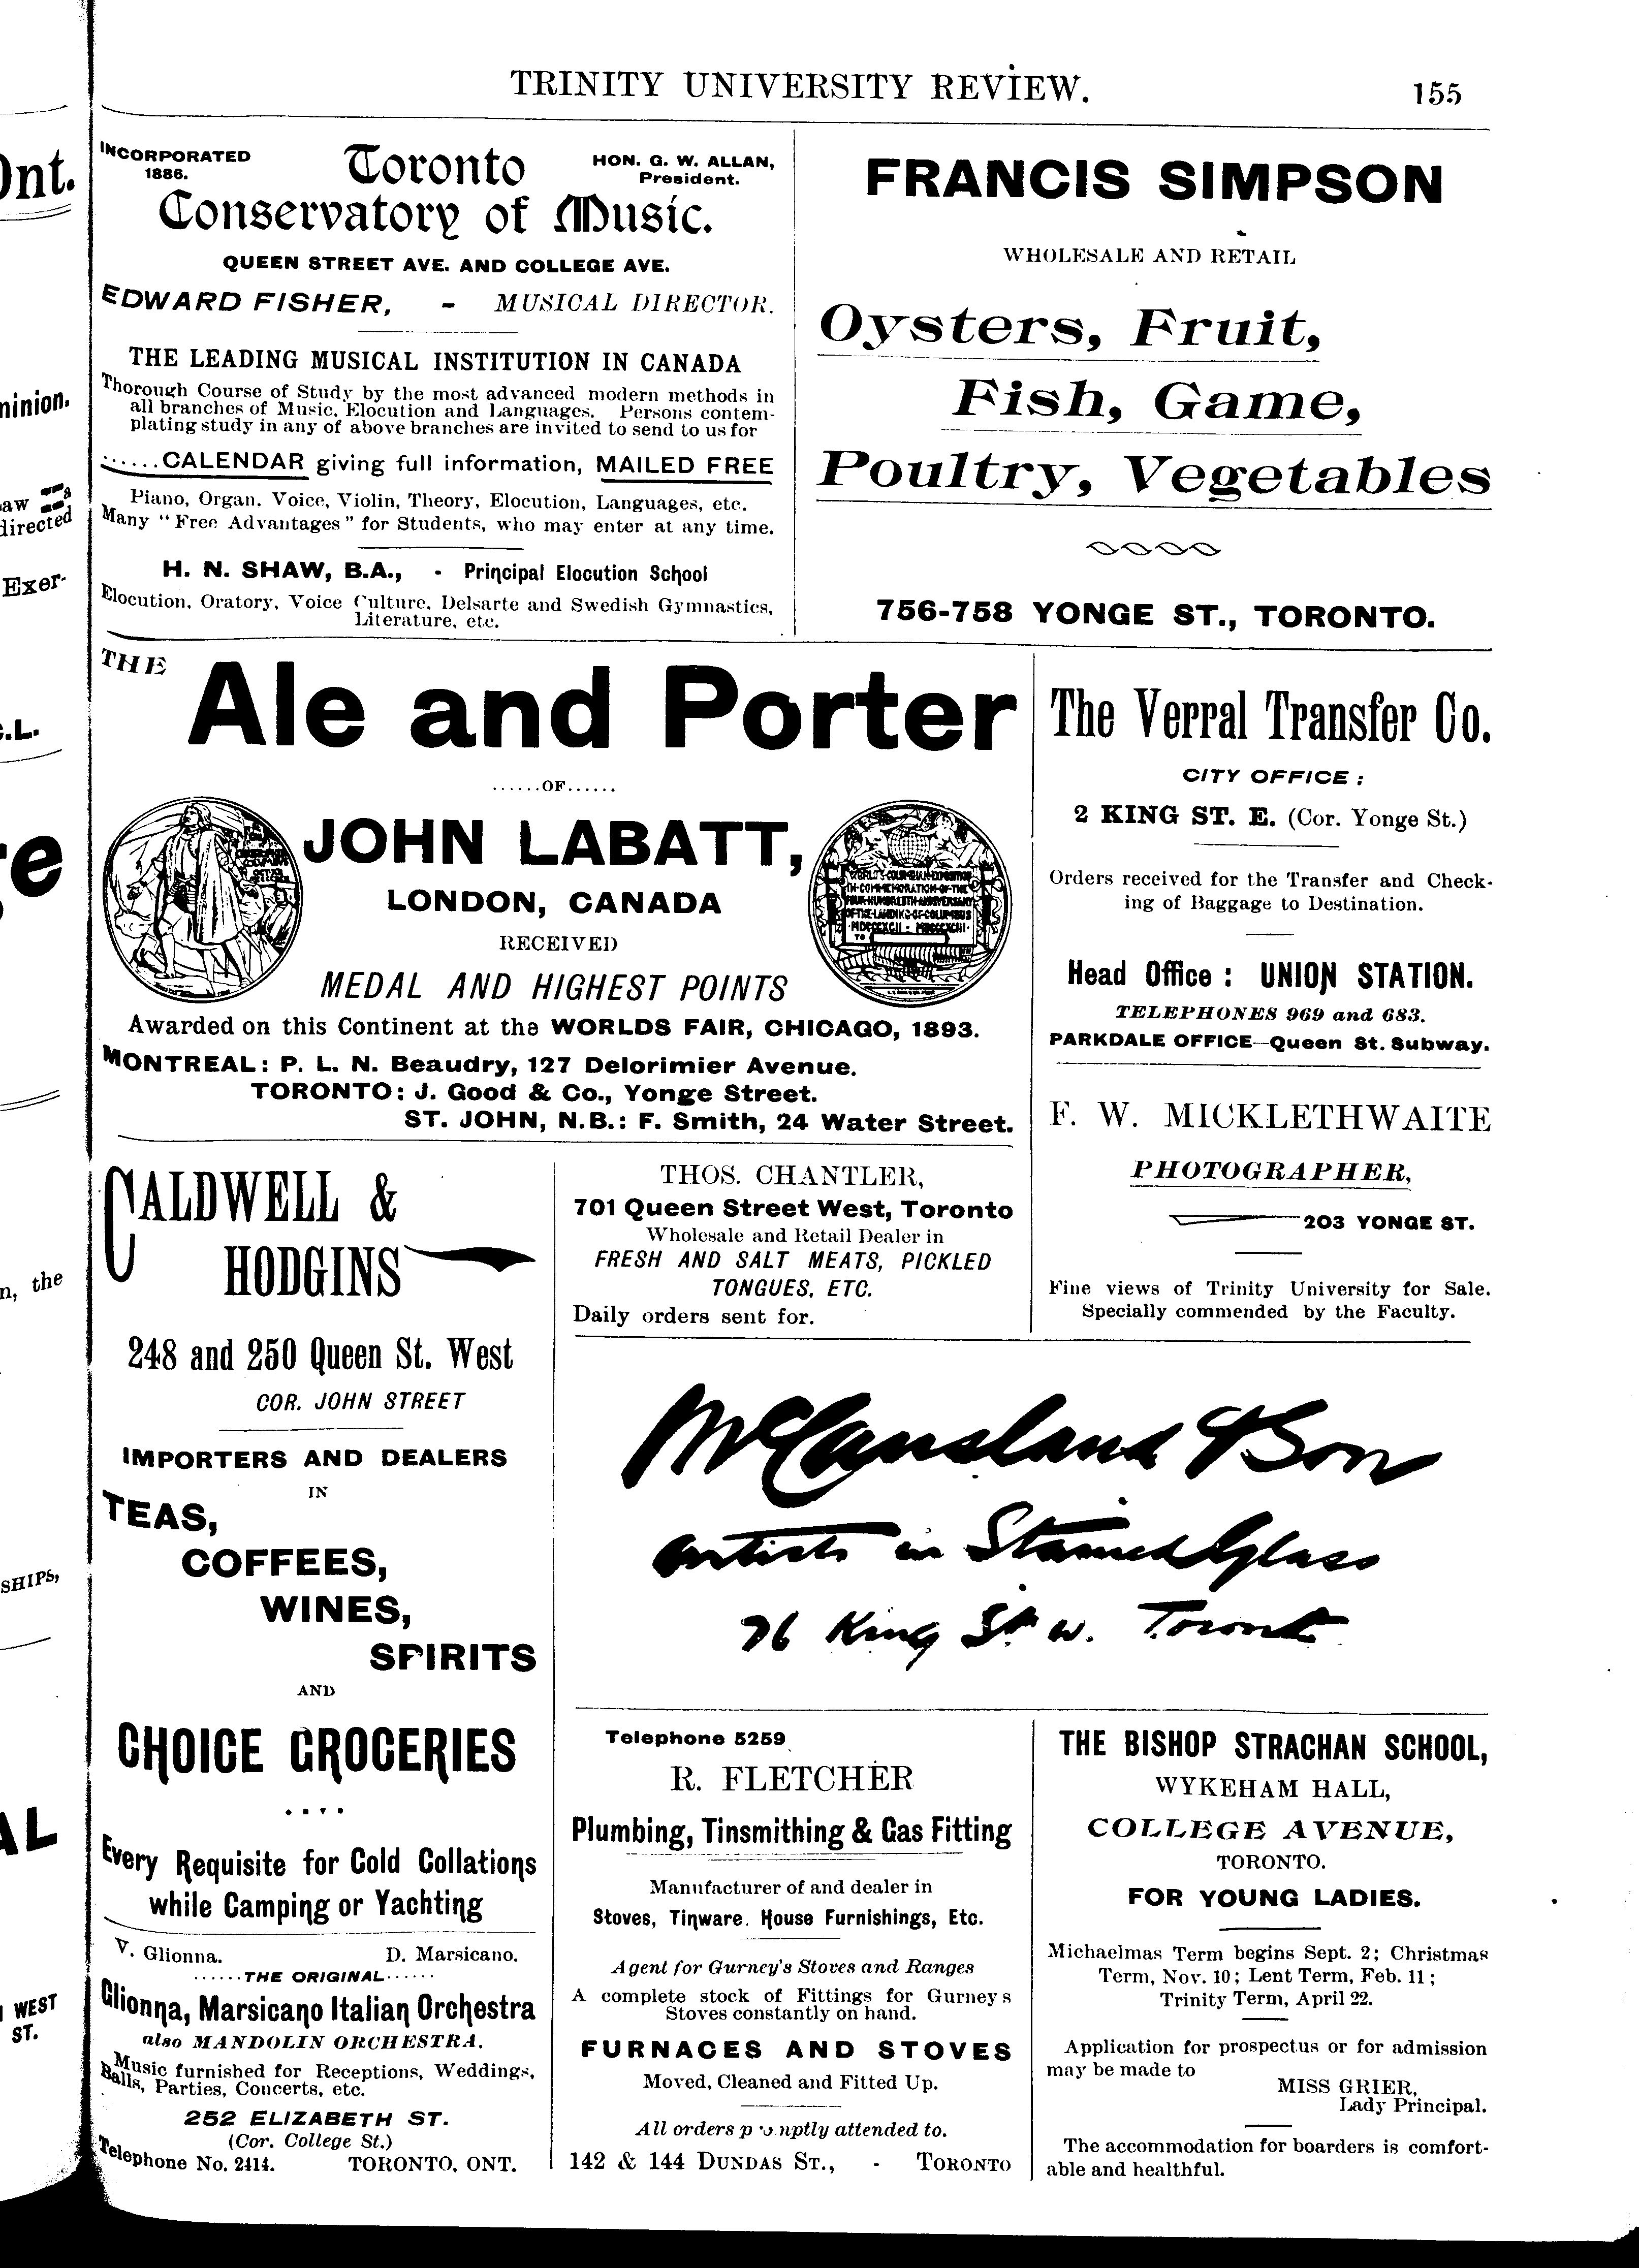 TRINITY UNIVERSITY REVIEW.
155
INCORPORATED
1886.
Toronto
HON. G. W. ALLAN,
President.
Conservatory of Music.
QUEEN STREET AVE. AND COLLEGE AVE.
EDWARD FISHER, - MUSICAL DIRECTOR.
THE LEADING MUSICAL INSTITUTION IN CANADA
Thorough Course of Study by the most advanced modern methods in
all branches of Music, Elocution and Languages. Persons contem-
plating study in any of above branches are invited to send to us for
......CALENDAR giving full information, MAILED FREE
Piano, Organ, Voice, Violin, Theory, Elocution, Languages, etc.
Many "Free Advantages" for Students, who may enter at any time.
H. N. SHAW, B.A., - Principal Elocution School
Elocution, Oratory, Voice Culture, Delsarte and Swedish Gymnastics,
Literature, etc.
FRANCIS SIMPSON
WHOLESALE AND RETAIL
Oysters, Fruit,
Fish, Game,
Poultry, Vegetables
756-758 YONGE ST., TORONTO.
THE
Ale and Porter
......OF......
JOHN LABATT,
LONDON, CANADA
RECEIVED
MEDAL AND HIGHEST POINTS
Awarded on this Continent at the WORLDS FAIR, CHICAGO, 1893.
MONTREAL: P. L. N. Beaudry, 127 Delorimier Avenue.
TORONTO: J. Good & Co., Yonge Street.
ST. JOHN, N.B.: F. Smith, 24 Water Street.
WORLD'S COLUMBIAN EXPOSITION
IN COMMEMORATION OF THE
FOUR HUNDREDTH ANNIVERSARY
OF THE LANDING OF COLUMBUS
MDCCCXCII - MDCCCXCIII
TO
The Verral Transfer Co.
CITY OFFICE:
2 KING ST. E. (Cor. Yonge St.)
Orders received for the Transfer and Check-
ing of Baggage to Destination.
Head Office: UNION STATION.
TELEPHONES 969 and 683.
PARKDALE OFFICE—Queen St. Subway.
F. W. MICKLETHWAITE
PHOTOGRAPHER,
203 YONGE ST.
Fine views of Trinity University for Sale.
Specially commended by the Faculty.
CALDWELL &
HODGINS
248 and 250 Queen St. West
COR. JOHN STREET
IMPORTERS AND DEALERS
IN
TEAS,
COFFEES,
WINES,
SPIRITS
AND
CHOICE GROCERIES
....
Every Requisite for Cold Collations
while Camping or Yachting
V. Glionna. D. Marsicano.
......THE ORIGINAL......
Glionna, Marsicano Italian Orchestra
also MANDOLIN ORCHESTRA.
Music furnished for Receptions, Weddings,
Balls, Parties, Concerts, etc.
252 ELIZABETH ST.
(Cor. College St.)
Telephone No. 2414. TORONTO, ONT.
THOS. CHANTLER,
701 Queen Street West, Toronto
Wholesale and Retail Dealer in
FRESH AND SALT MEATS, PICKLED
TONGUES, ETC.
Daily orders sent for.
McCausland & Son
Artists in Stained Glass
76 King St. W. Toronto
Telephone 5259
R. FLETCHER
Plumbing, Tinsmithing & Gas Fitting
Manufacturer of and dealer in
Stoves, Tinware, House Furnishings, Etc.
Agent for Gurney's Stoves and Ranges
A complete stock of Fittings for Gurneys
Stoves constantly on hand.
FURNACES AND STOVES
Moved, Cleaned and Fitted Up.
All orders promptly attended to.
142 & 144 DUNDAS ST., - TORONTO
THE BISHOP STRACHAN SCHOOL,
WYKEHAM HALL,
COLLEGE AVENUE,
TORONTO.
FOR YOUNG LADIES.
Michaelmas Term begins Sept. 2; Christmas
Term, Nov. 10; Lent Term, Feb. 11;
Trinity Term, April 22.
Application for prospectus or for admission
may be made to
MISS GRIER,
Lady Principal.
The accommodation for boarders is comfort-
able and healthful.